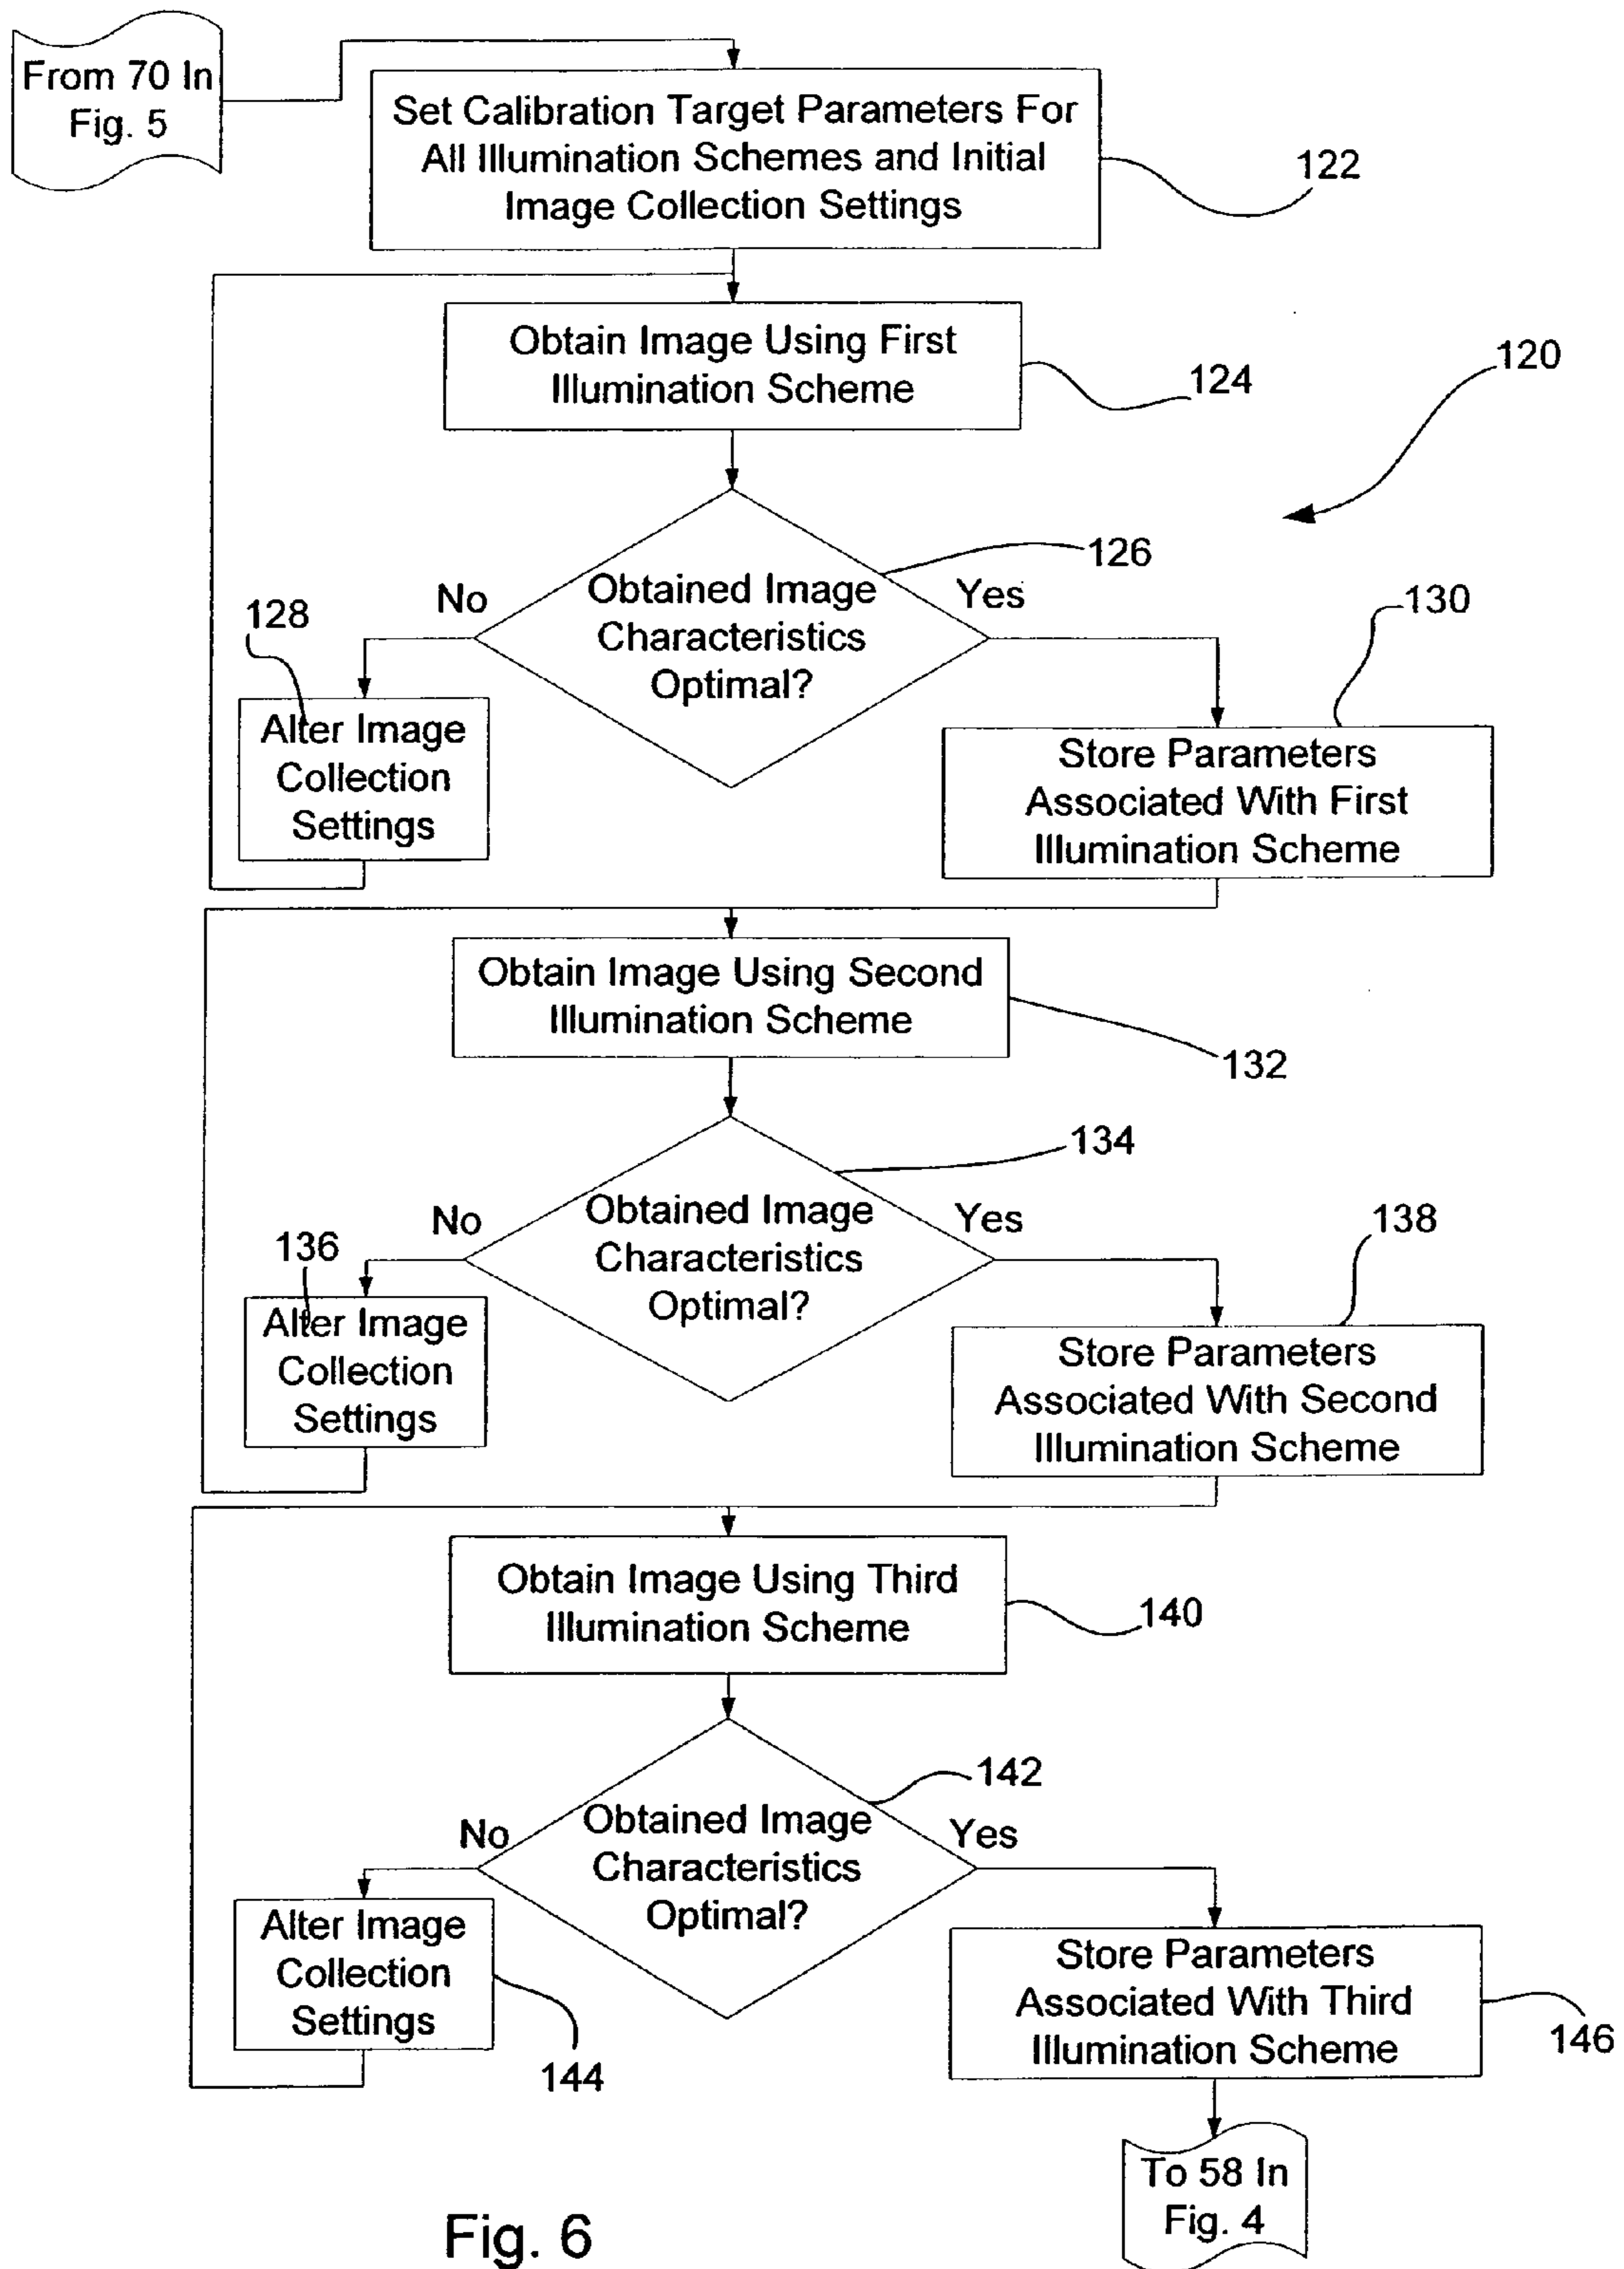 From 70 In
Fig. 5
Set Calibration Target Parameters For
All Illumination Schemes and Initial
Image Collection Settings
122
Obtain Image Using First
Illumination Scheme
124
120
126
Obtained Image
Characteristics
Optimal?
No
Yes
128
Alter Image
Collection
Settings
130
Store Parameters
Associated With First
Illumination Scheme
Obtain Image Using Second
Illumination Scheme
132
134
Obtained Image
Characteristics
Optimal?
No
Yes
136
Alter Image
Collection
Settings
138
Store Parameters
Associated With Second
Illumination Scheme
Obtain Image Using Third
Illumination Scheme
140
142
Obtained Image
Characteristics
Optimal?
No
Yes
Alter Image
Collection
Settings
144
Store Parameters
Associated With Third
Illumination Scheme
146
To 58 In
Fig. 4
Fig. 6